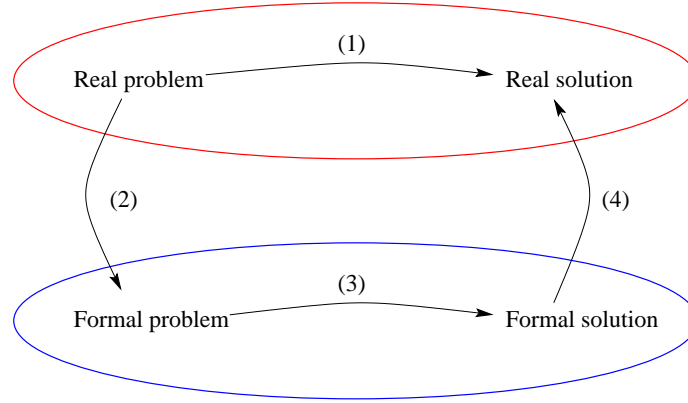 (1)
Real problem
Real solution
(2)
(4)
(3)
Formal problem
Formal solution